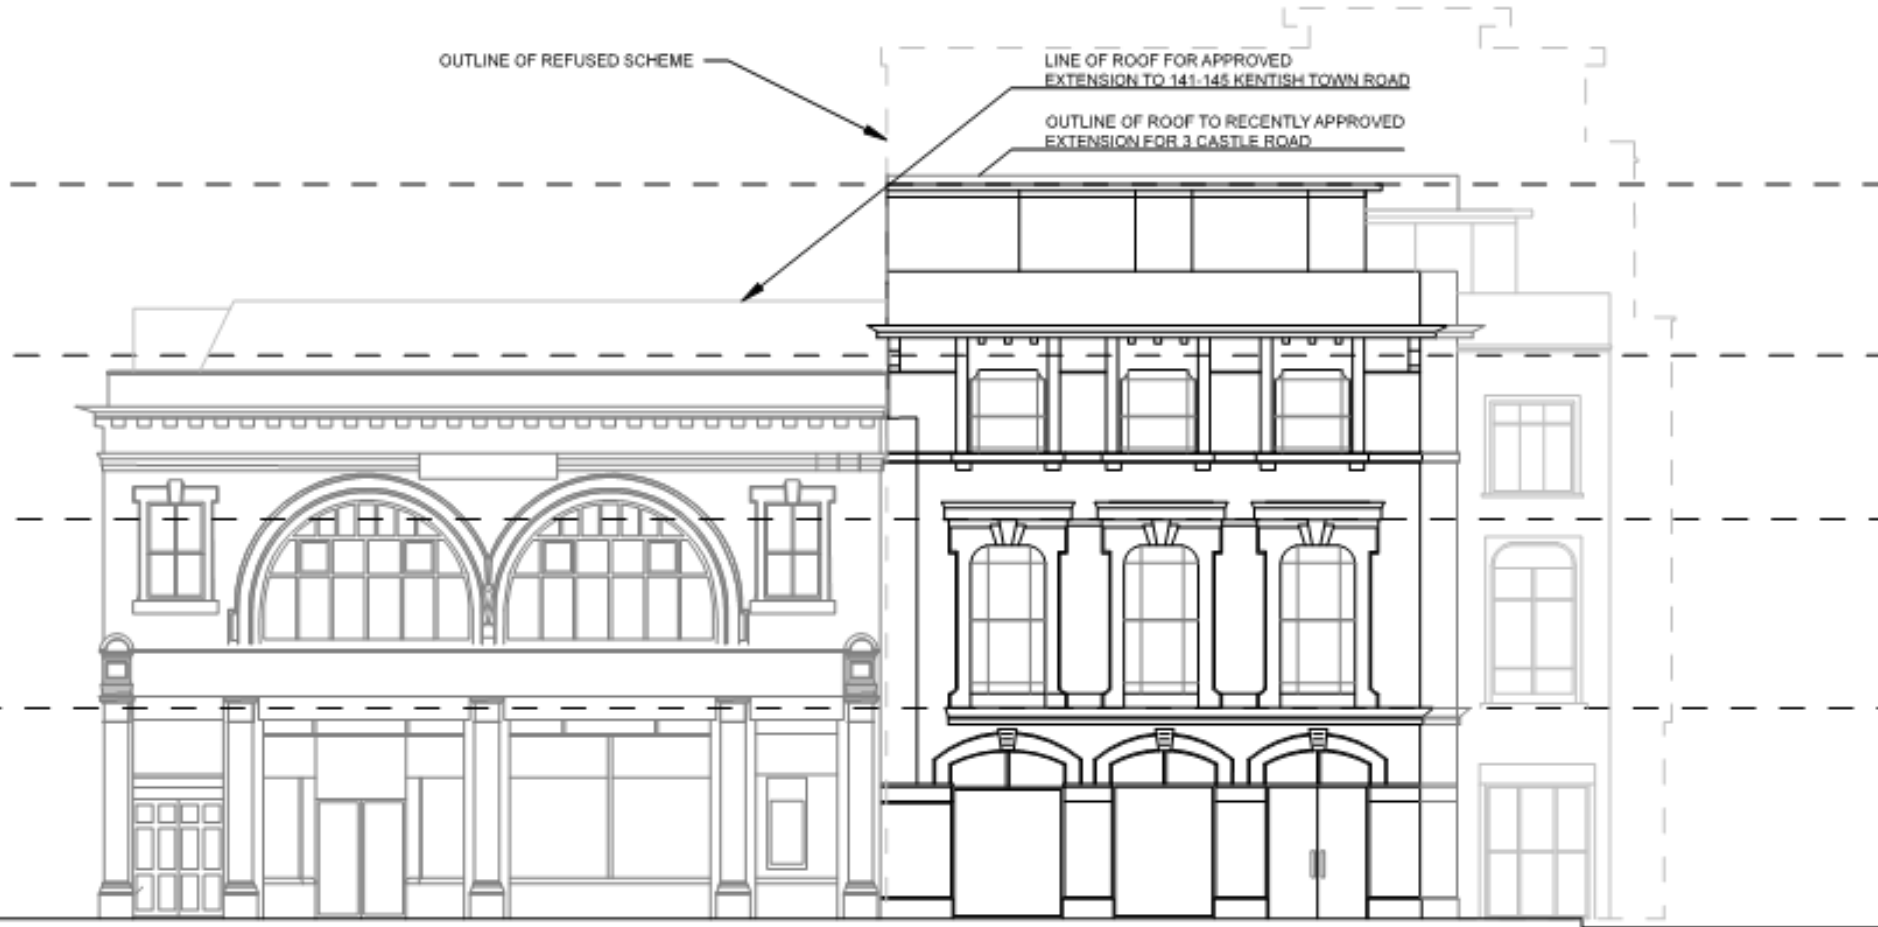 OUTLINE OF REFUSED SCHEME
LINE OF ROOF FOR APPROVED
EXTENSION TO 141-145 KENTISH TOWN ROAD
OUTLINE OF ROOF TO RECENTLY APPROVED
EXTENSION FOR 3 CASTLE ROAD